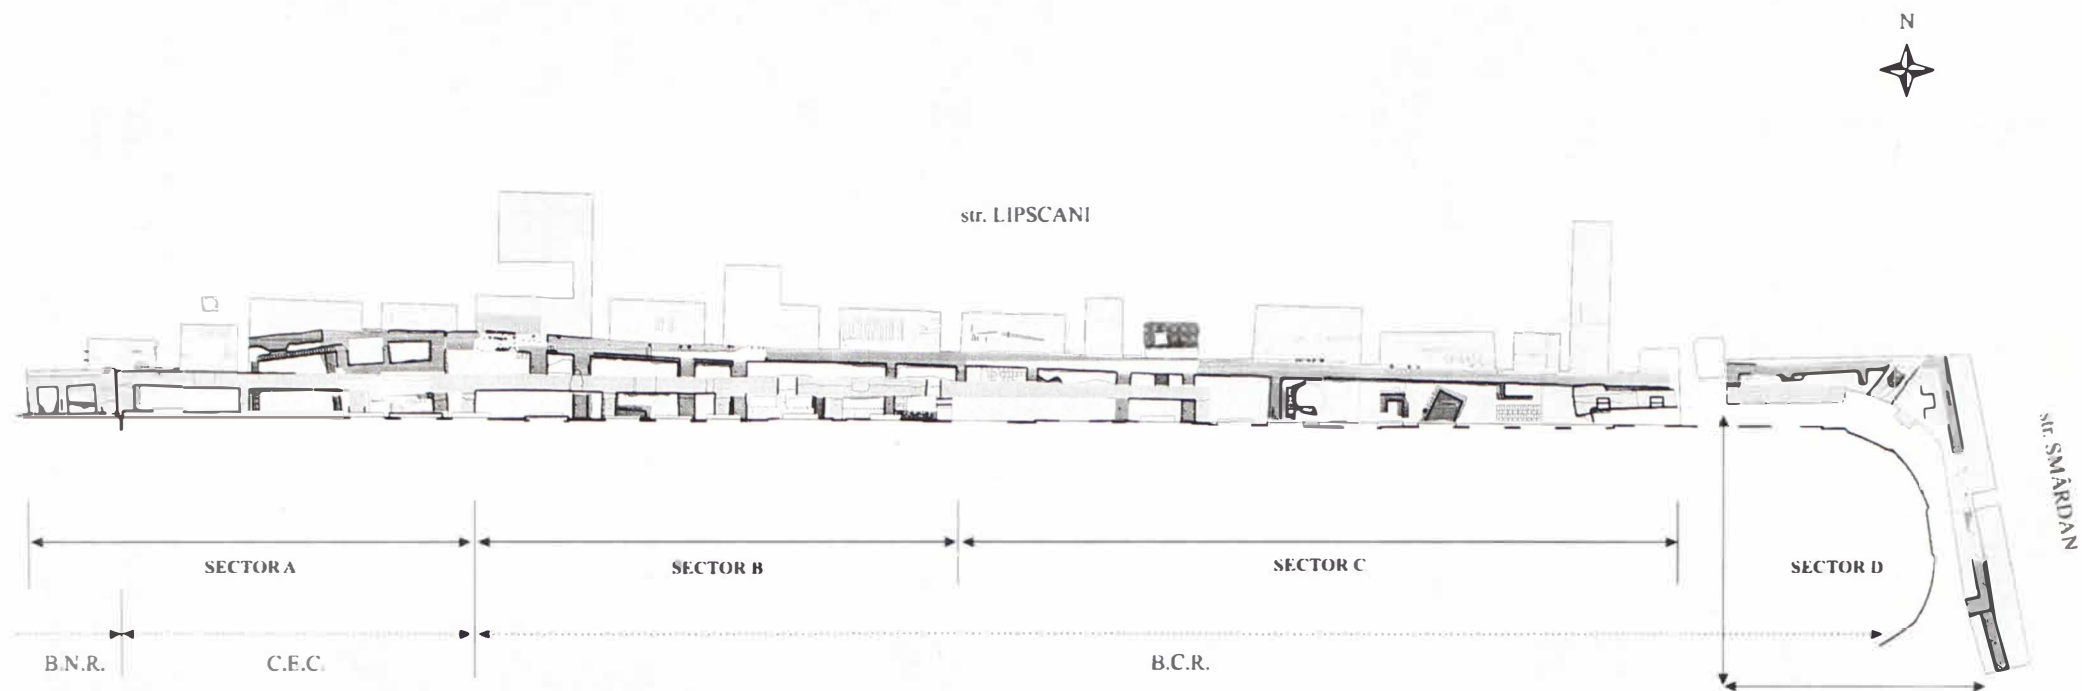 N
str. LIPSCANI
str. SMÂRDAN
SECTOR A
SECTOR B
SECTOR C
SECTOR D
B.N.R.
C.E.C.
B.C.R.